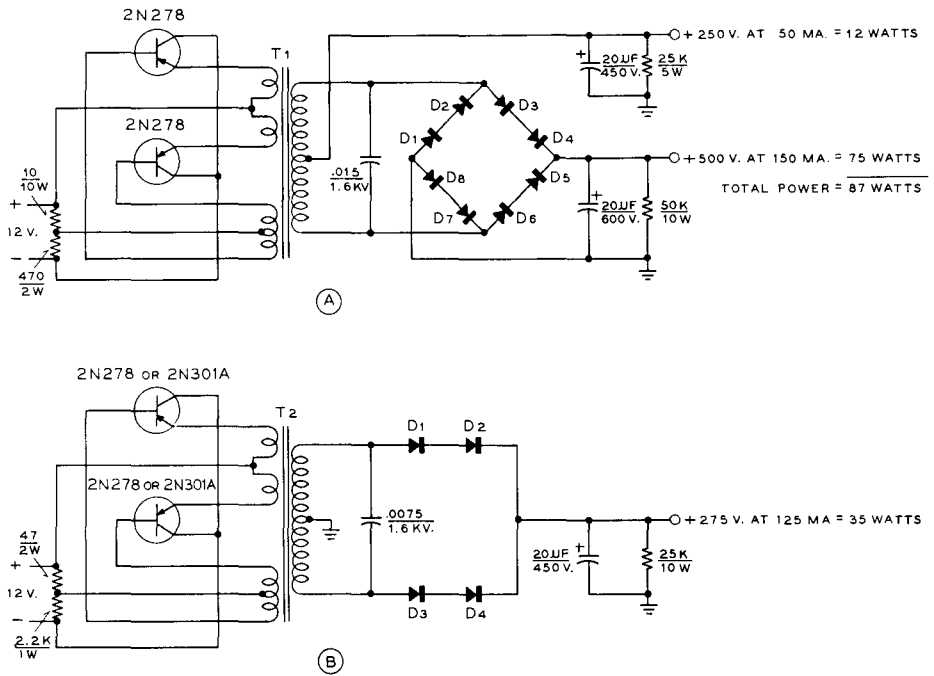 2N278
T1
2N278
10
10W
+
12 V.
-
470
2W
.015
1.6KV
D1
D2
D3
D4
D5
D6
D7
D8
+
20UF
450V.
25K
5W
+250 V. AT 50 MA. = 12 WATTS
+
20UF
600V.
50K
10W
+500 V. AT 150 MA. = 75 WATTS
TOTAL POWER = 87 WATTS
A
2N278 OR 2N301A
T2
2N278 OR 2N301A
47
2W
+
12 V.
-
2.2K
1W
.0075
1.6 KV.
D1
D2
D3
D4
+
20UF
450V.
25K
10W
+275 V. AT 125 MA = 35 WATTS
B